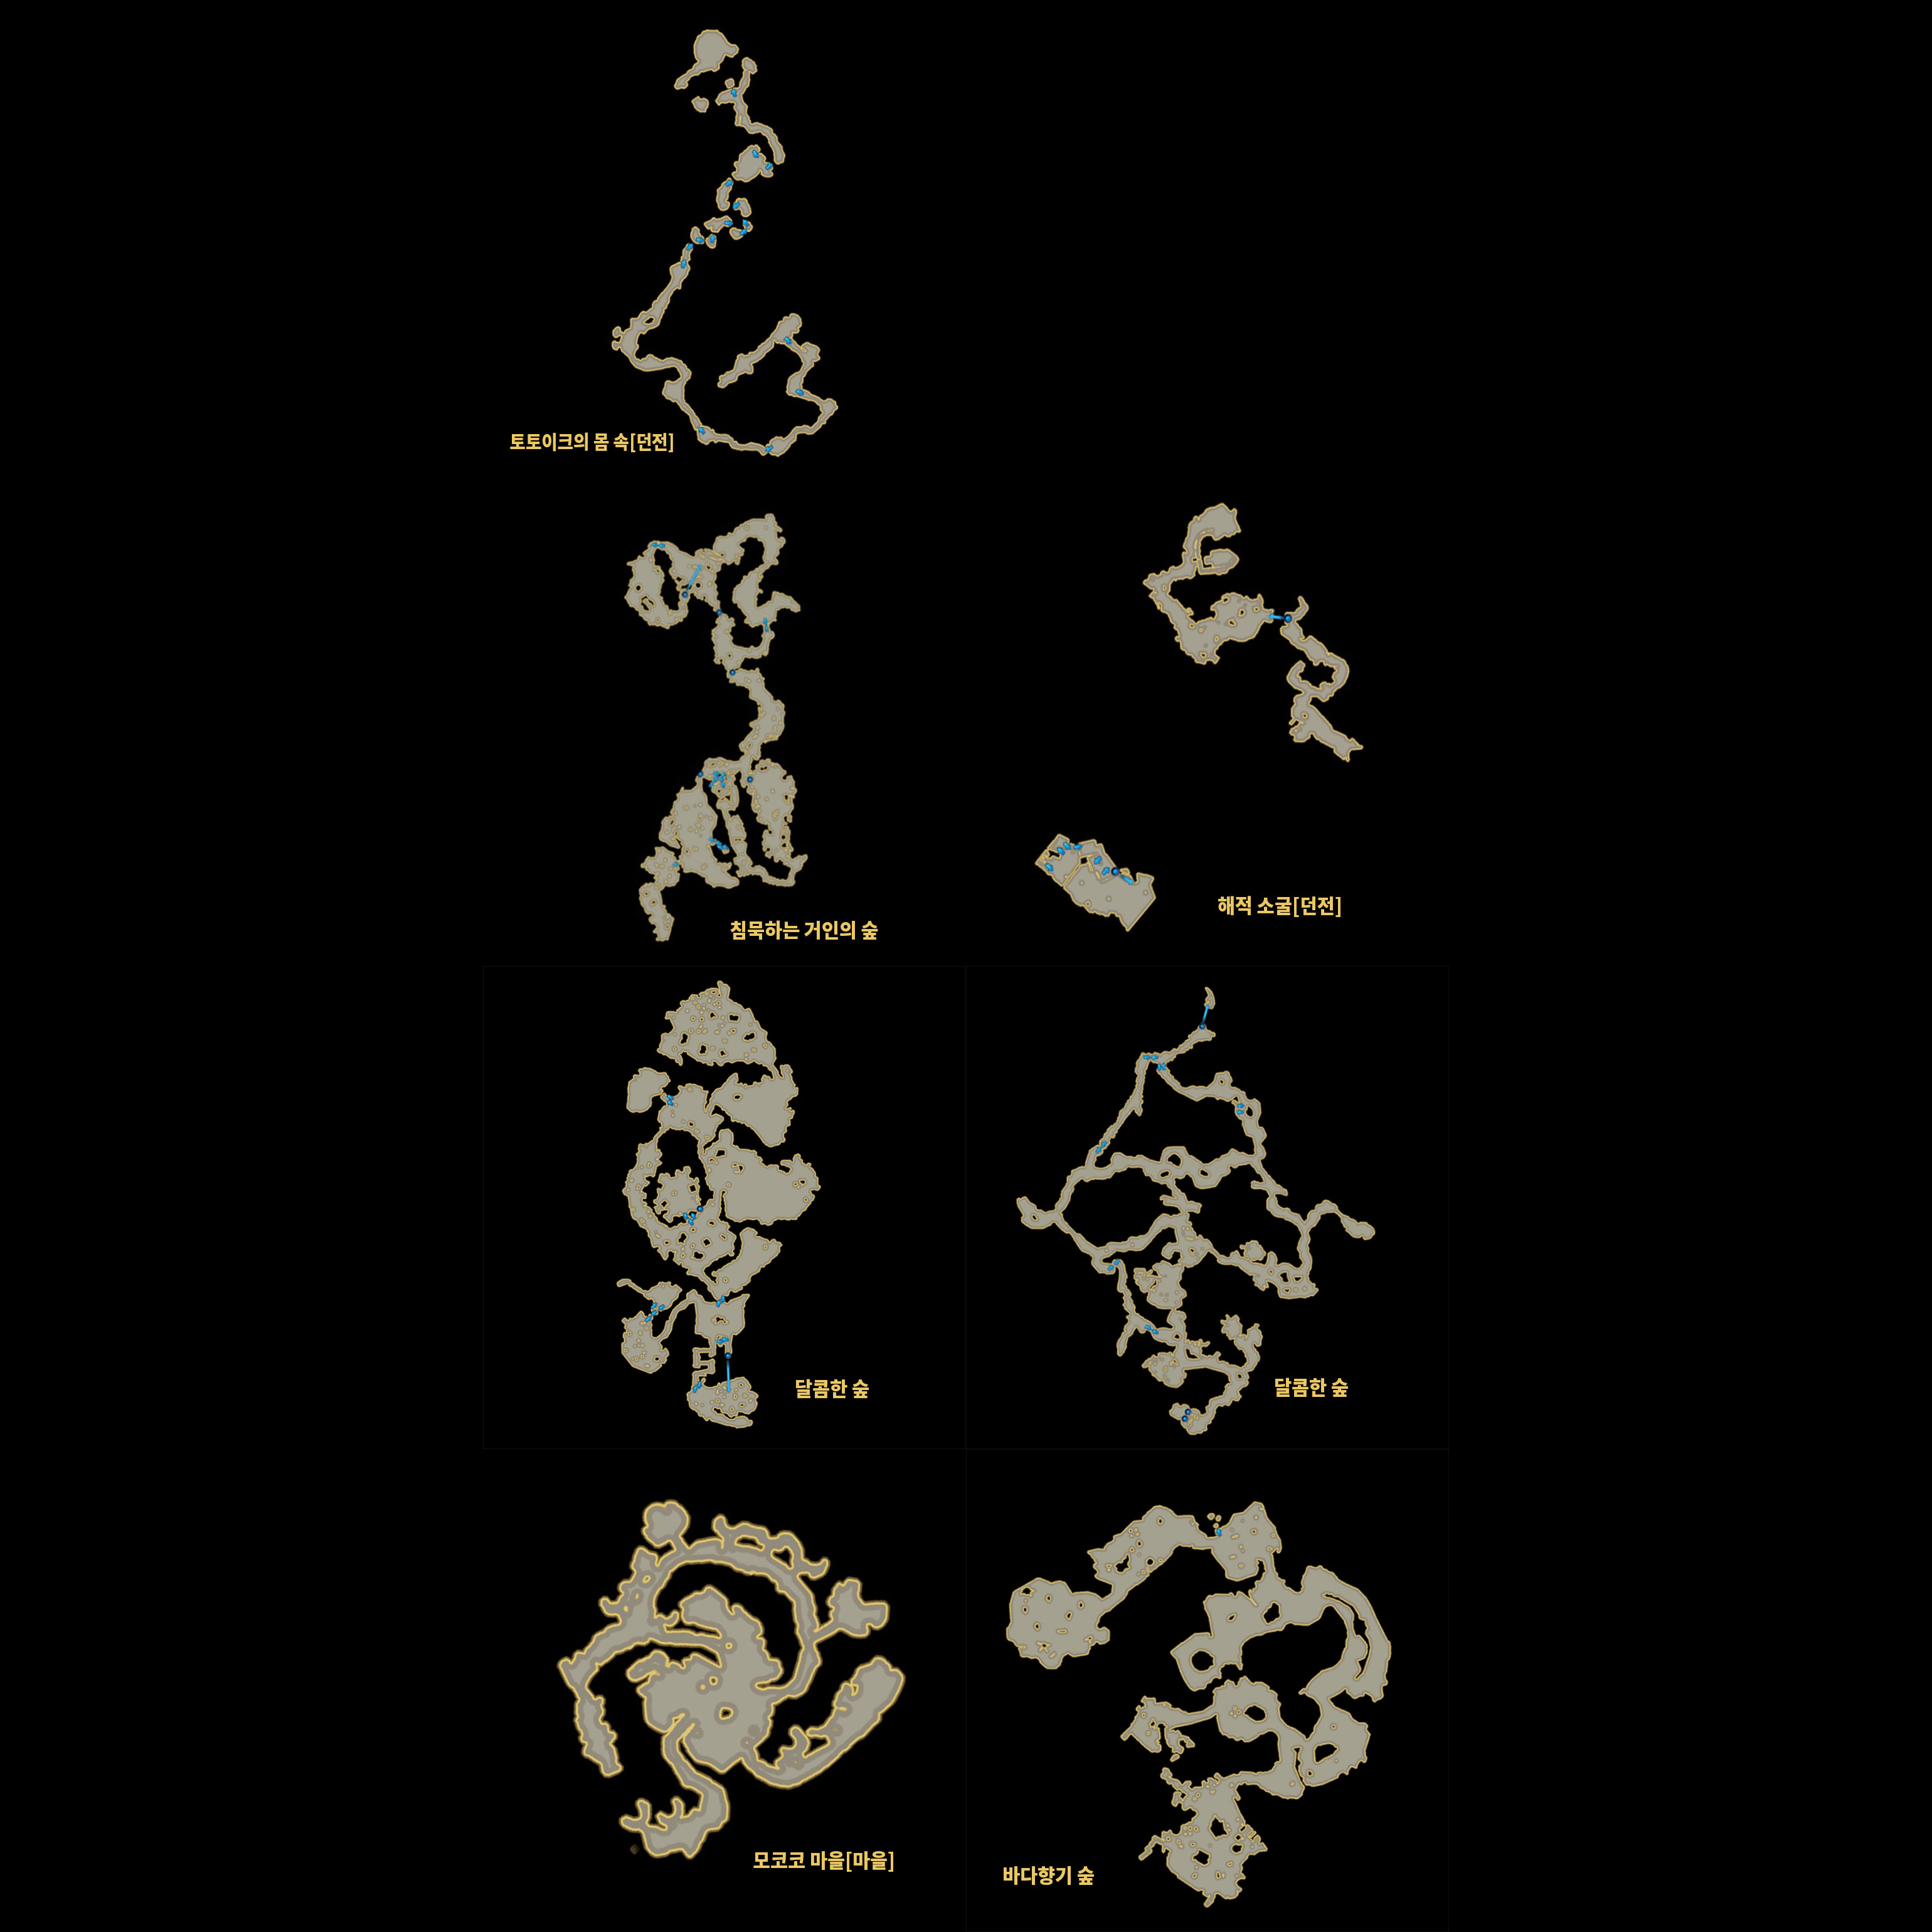 토토이크의 몸 속[던전]
침묵하는 거인의 숲
해적 소굴[던전]
달콤한 숲
달콤한 숲
모코코 마을[마을]
바다향기 숲